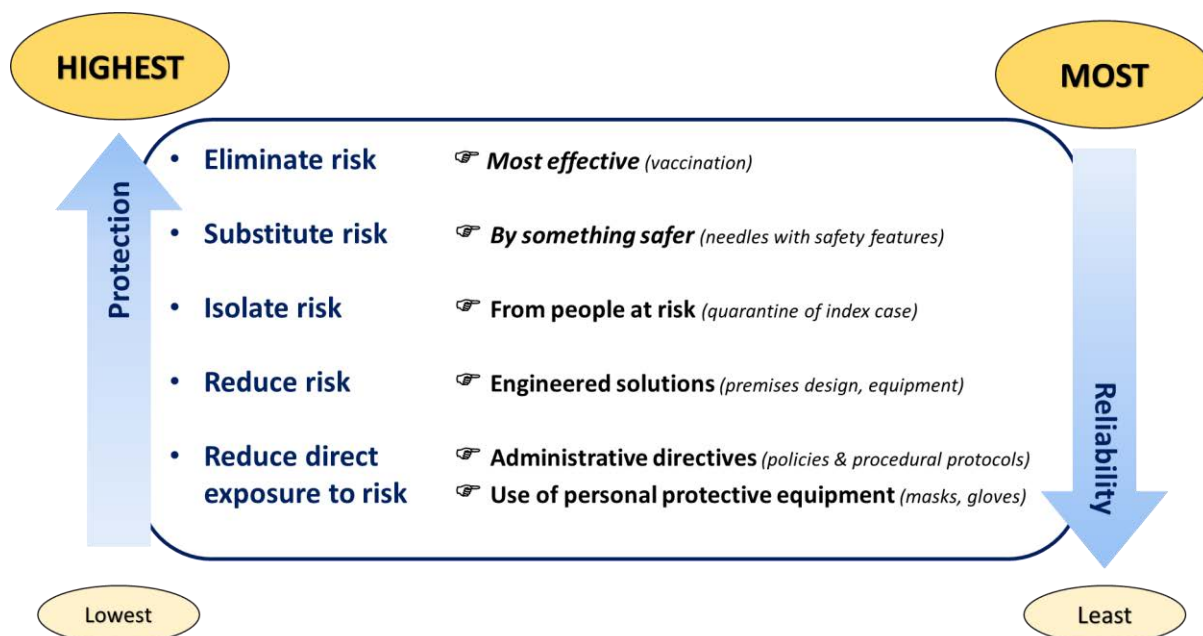 HIGHEST
MOST
Protection
• Eliminate risk ☞ Most effective (vaccination)
• Substitute risk ☞ By something safer (needles with safety features)
• Isolate risk ☞ From people at risk (quarantine of index case)
• Reduce risk ☞ Engineered solutions (premises design, equipment)
• Reduce direct ☞ Administrative directives (policies & procedural protocols)
exposure to risk ☞ Use of personal protective equipment (masks, gloves)
Reliability
Lowest
Least